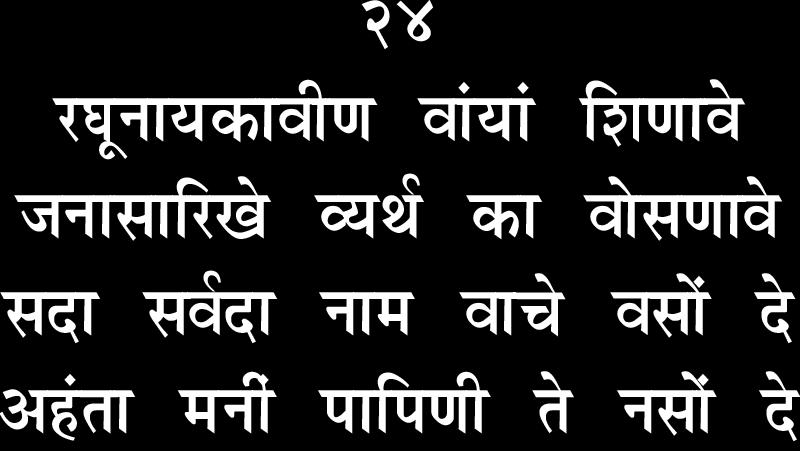 २४
रघूनायकावीण वांयां शिणावे
जनासारिखे व्यर्थ का वोसणावे
सदा सर्वदा नाम वाचे वसों दे
अहंता मनीं पापिणी ते नसों दे